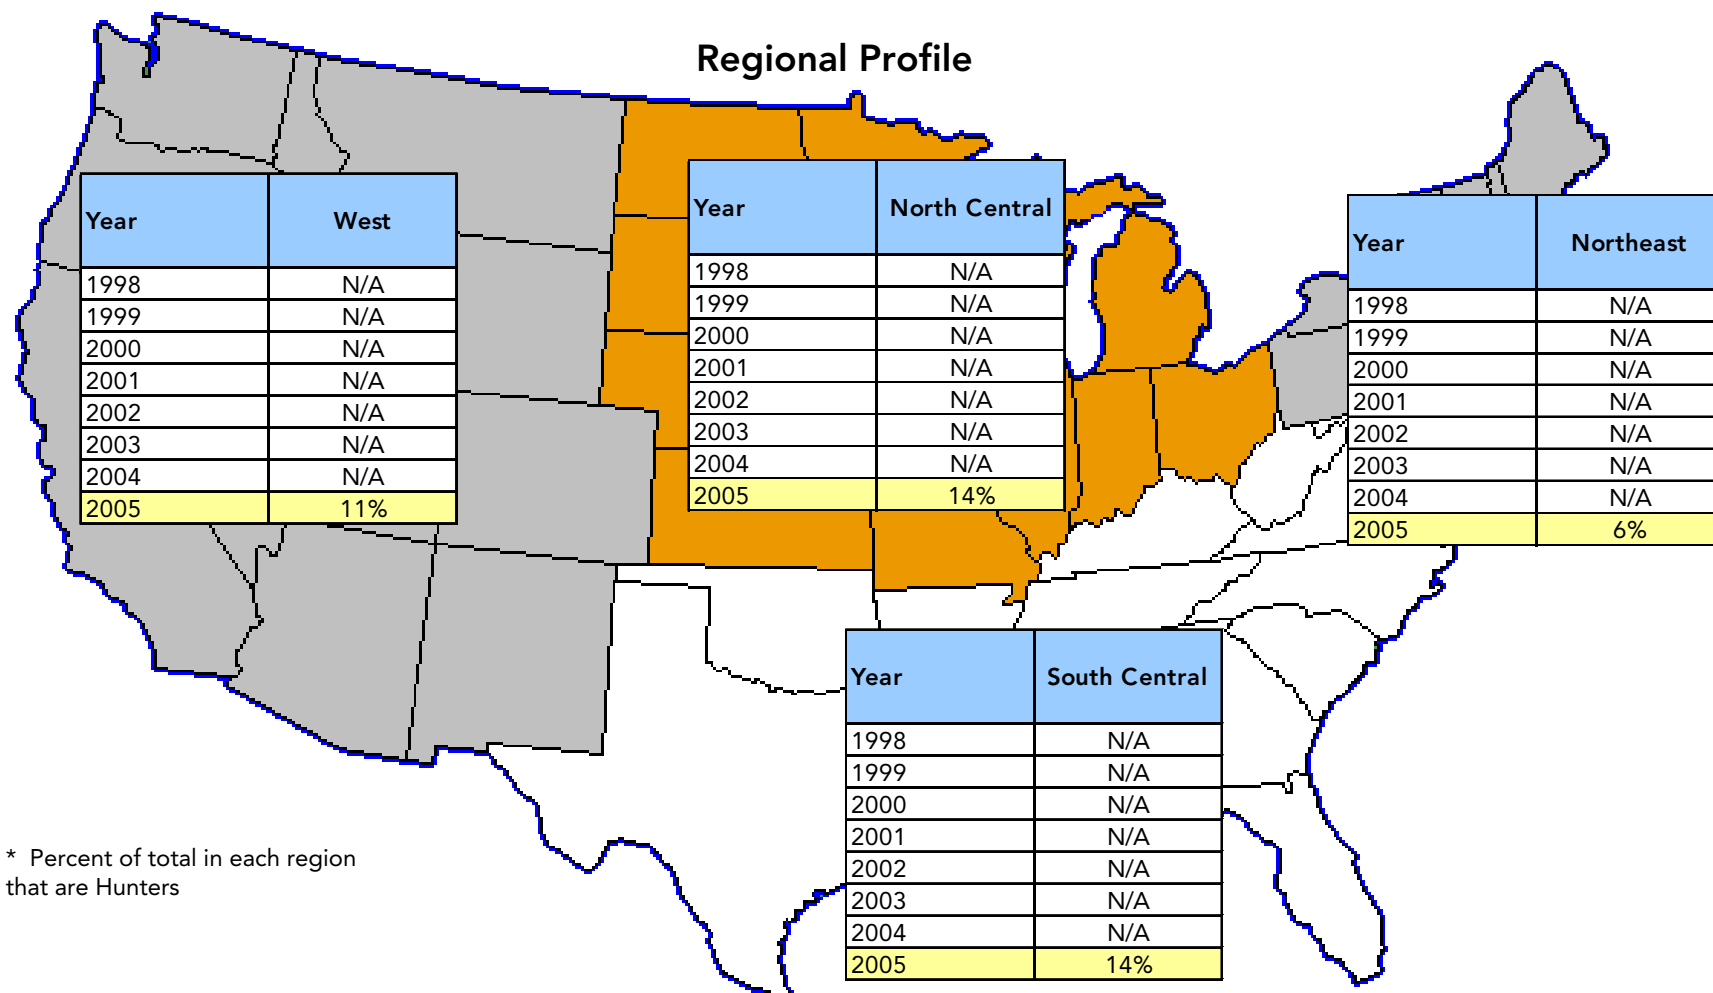 Regional Profile
Year West
1998 N/A
1999 N/A
2000 N/A
2001 N/A
2002 N/A
2003 N/A
2004 N/A
2005 11%
Year North Central
1998 N/A
1999 N/A
2000 N/A
2001 N/A
2002 N/A
2003 N/A
2004 N/A
2005 14%
Year Northeast
1998 N/A
1999 N/A
2000 N/A
2001 N/A
2002 N/A
2003 N/A
2004 N/A
2005 6%
Year South Central
1998 N/A
1999 N/A
2000 N/A
2001 N/A
2002 N/A
2003 N/A
2004 N/A
2005 14%
* Percent of total in each region
that are Hunters